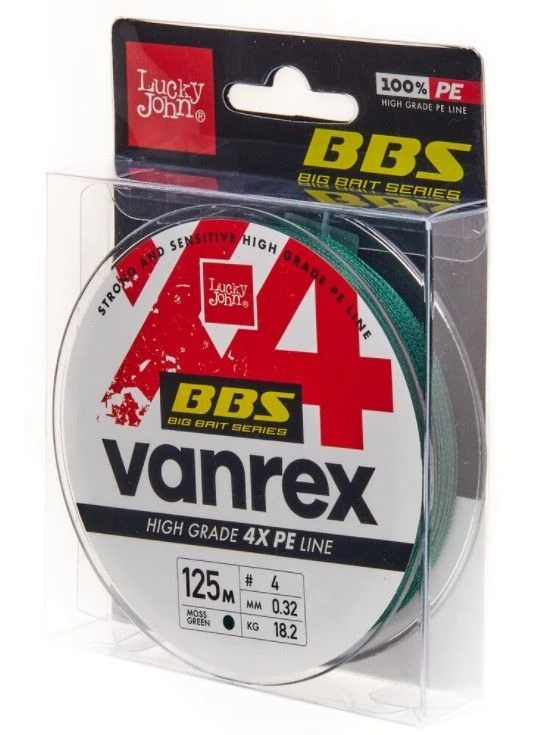 Lucky
John®
100% PE
HIGH GRADE PE LINE
BBS
BIG BAIT SERIES
STRONG AND SENSITIVE HIGH GRADE PE LINE
Lucky
John®
X4
BBS
BIG BAIT SERIES
vanrex
HIGH GRADE 4X PE LINE
125M
MOSS
GREEN
# 4
MM 0.32
KG 18.2